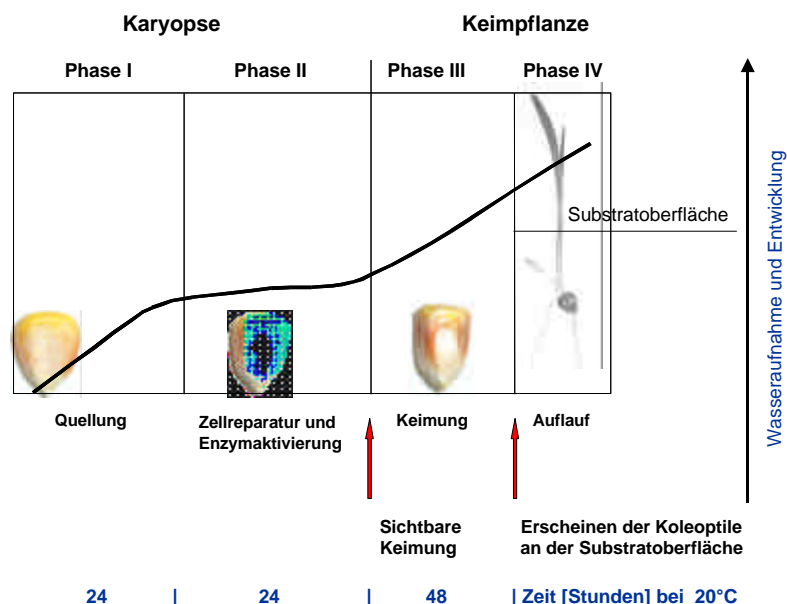 Karyopse Keimpflanze
Phase I Phase II Phase III Phase IV
Substratoberfläche
Wasseraufnahme und Entwicklung
Quellung Zellreparatur und Keimung Auflauf
Enzymaktivierung
Sichtbare Erscheinen der Koleoptile
Keimung an der Substratoberfläche
24 | 24 | 48 | Zeit [Stunden] bei 20°C